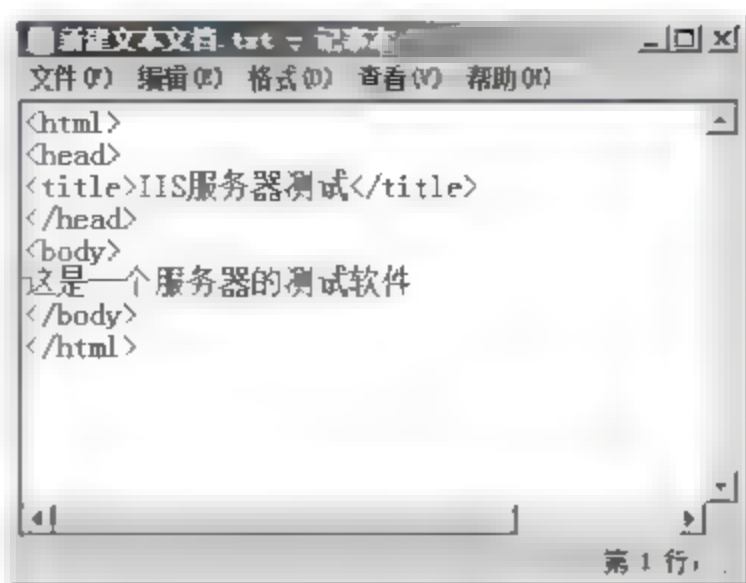 新建文本文档.txt - 记事本
文件(F) 编辑(E) 格式(O) 查看(V) 帮助(H)
<html>
<head>
<title>IIS服务器测试</title>
</head>
<body>
这是一个服务器的测试软件
</body>
</html>
第 1 行,